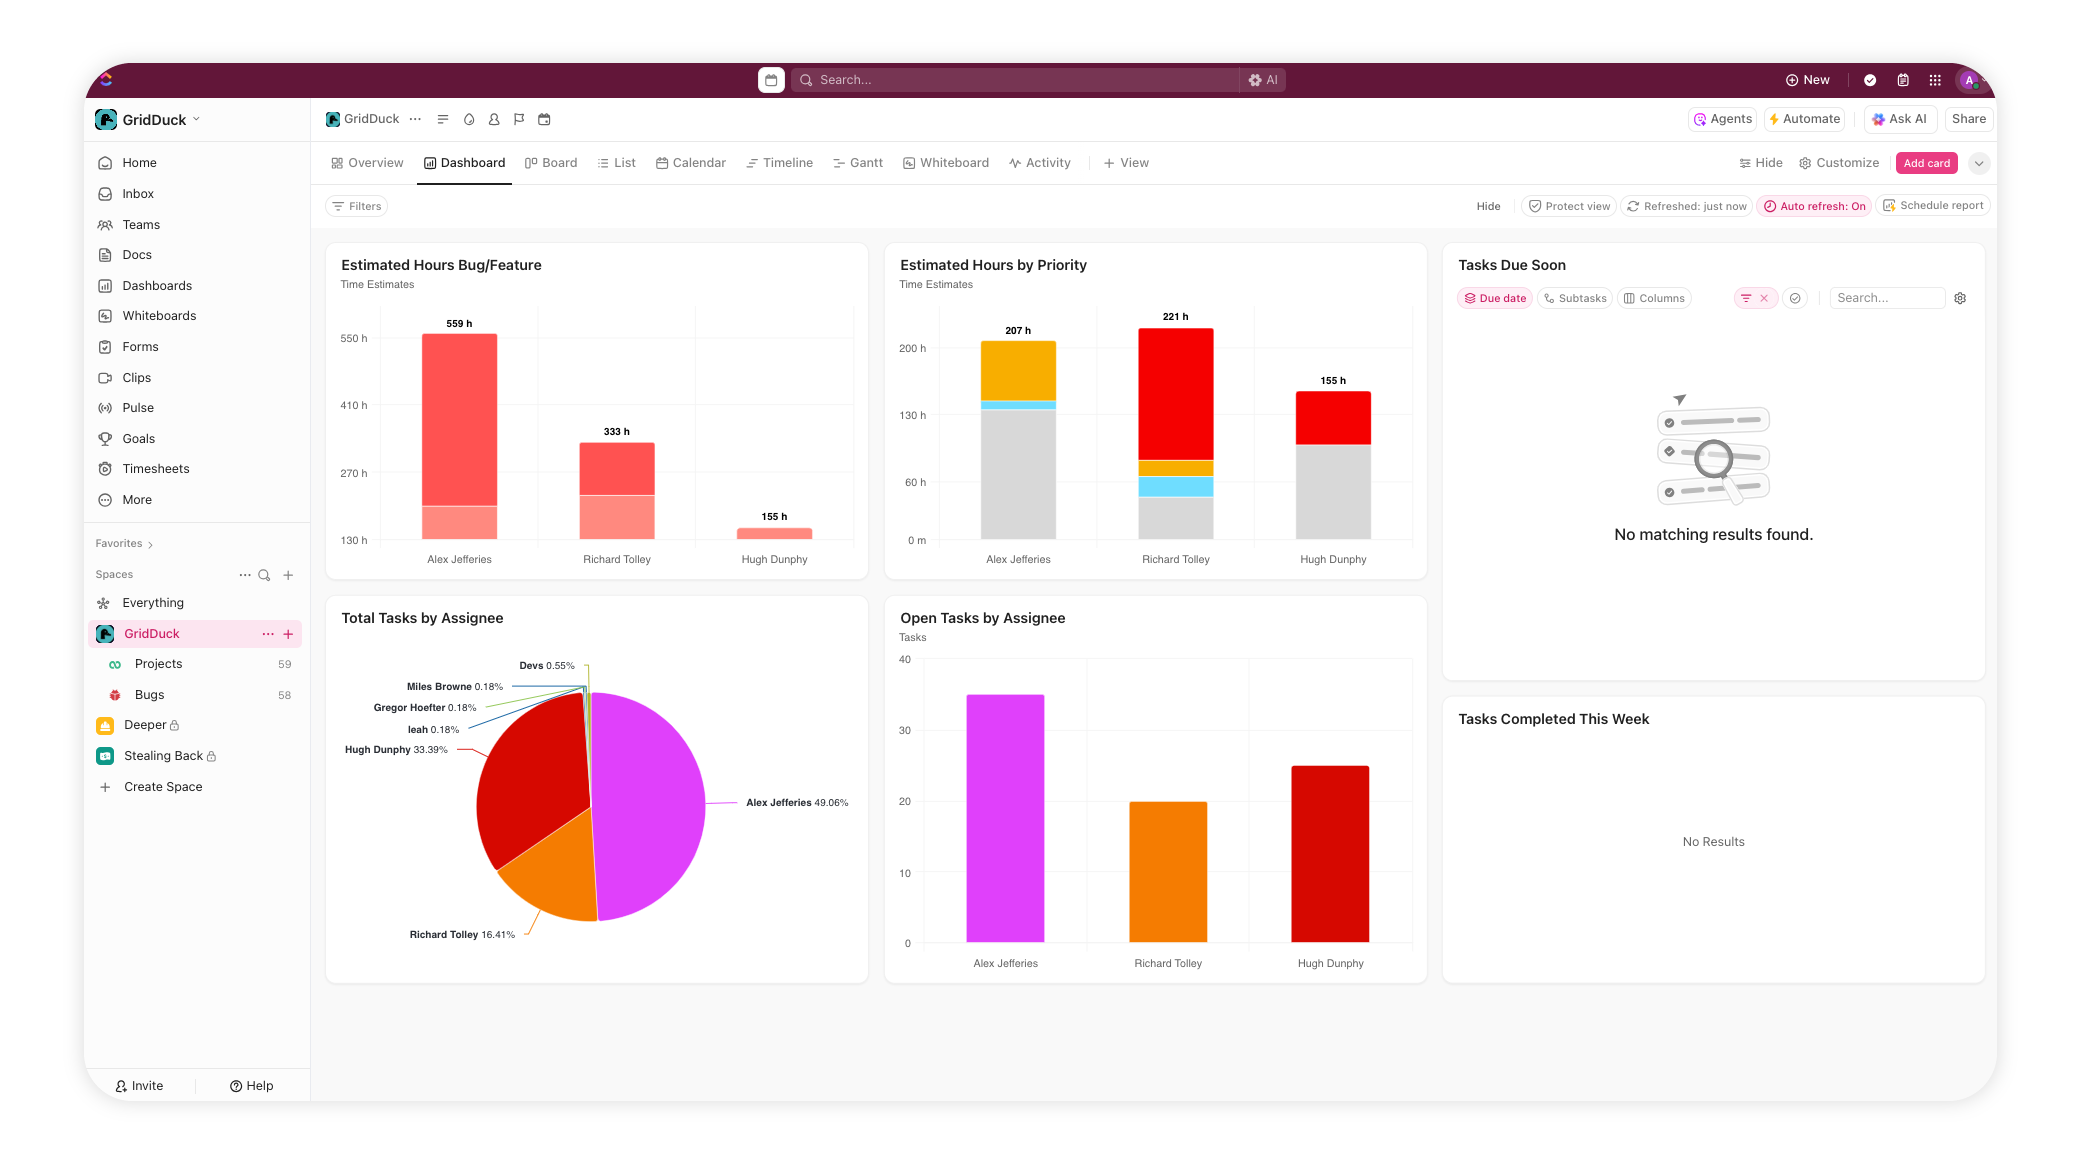 Search...
AI
New
A
GridDuck
Home
Inbox
Teams
Docs
Dashboards
Whiteboards
Forms
Clips
Pulse
Goals
Timesheets
More
Favorites
Spaces
Everything
GridDuck
Projects 59
Bugs 58
Deeper
Stealing Back
Create Space
Invite
Help
GridDuck
Agents
Automate
Ask AI
Share
Overview
Dashboard
Board
List
Calendar
Timeline
Gantt
Whiteboard
Activity
View
Hide
Customize
Add card
Filters
Hide
Protect view
Refreshed: just now
Auto refresh: On
Schedule report
Estimated Hours Bug/Feature
Time Estimates
550 h
410 h
270 h
130 h
559 h
333 h
155 h
Alex Jefferies
Richard Tolley
Hugh Dunphy
Estimated Hours by Priority
Time Estimates
200 h
130 h
60 h
0 m
207 h
221 h
155 h
Alex Jefferies
Richard Tolley
Hugh Dunphy
Tasks Due Soon
Due date
Subtasks
Columns
Search...
No matching results found.
Total Tasks by Assignee
Devs 0.55%
Miles Browne 0.18%
Gregor Hoefter 0.18%
leah 0.18%
Hugh Dunphy 33.39%
Alex Jefferies 49.06%
Richard Tolley 16.41%
Open Tasks by Assignee
Tasks
40
30
20
10
0
Alex Jefferies
Richard Tolley
Hugh Dunphy
Tasks Completed This Week
No Results